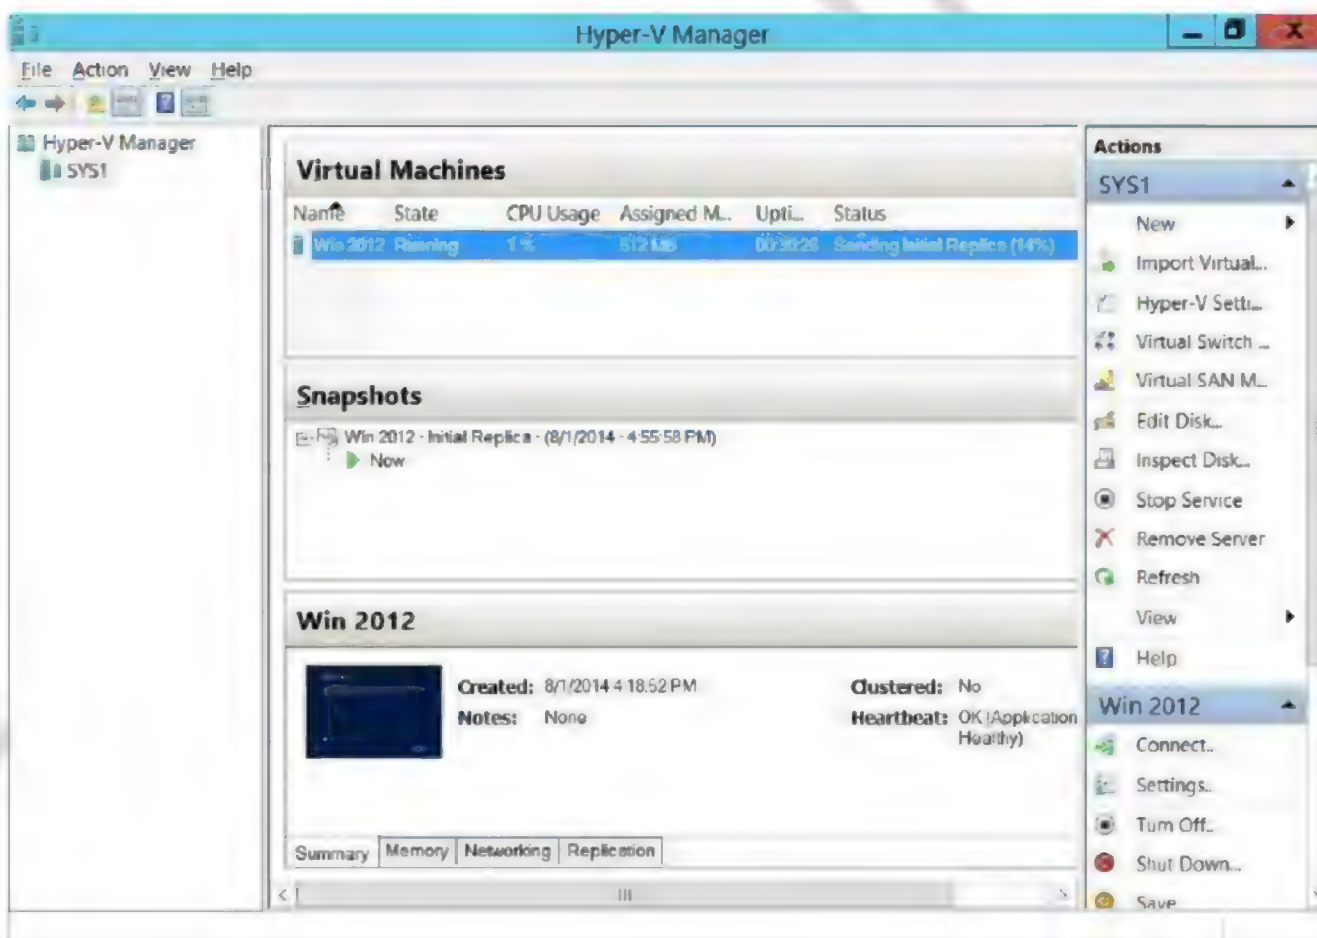 Hyper-V Manager
File Action View Help
Hyper-V Manager
SYS1
Virtual Machines
Name State CPU Usage Assigned M... Upti... Status
Win 2012 Running 1 % 512 MB 00:30:26 Sending Initial Replica (14%)
Snapshots
Win 2012 - Initial Replica - (8/1/2014 - 4:55:58 PM)
Now
Win 2012
Created: 8/1/2014 4:18:52 PM Clustered: No
Notes: None Heartbeat: OK (Application
Healthy)
Summary Memory Networking Replication
Actions
SYS1
New
Import Virtual...
Hyper-V Setti...
Virtual Switch ...
Virtual SAN M...
Edit Disk...
Inspect Disk...
Stop Service
Remove Server
Refresh
View
Help
Win 2012
Connect...
Settings...
Turn Off...
Shut Down...
Save